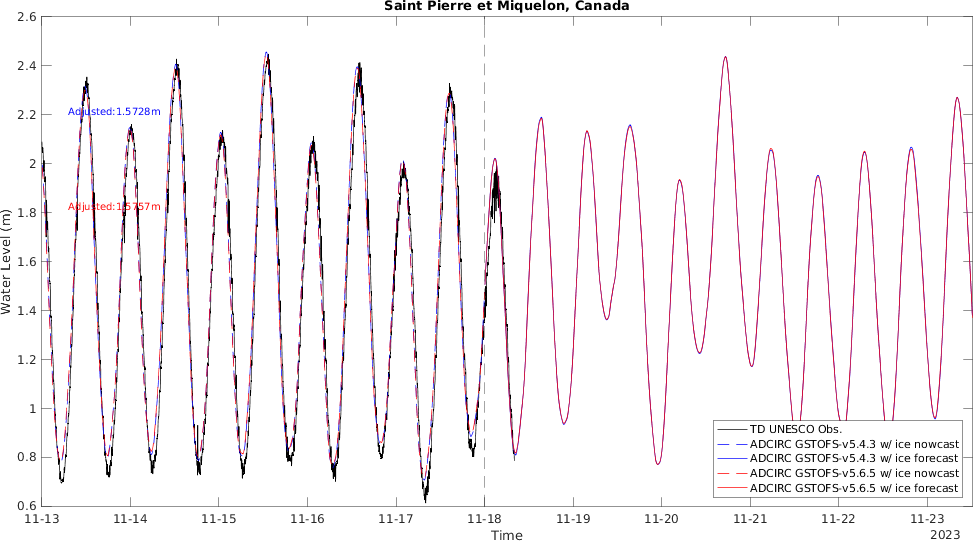 Saint Pierre et Miquelon, Canada
2.6
2.4
2.2
2
1.8
1.6
1.4
1.2
1
0.8
0.6
Water Level (m)
Adjusted:1.5728m
Adjusted:1.5757m
TD UNESCO Obs.
ADCIRC GSTOFS-v5.4.3 w/ ice nowcast
ADCIRC GSTOFS-v5.4.3 w/ ice forecast
ADCIRC GSTOFS-v5.6.5 w/ ice nowcast
ADCIRC GSTOFS-v5.6.5 w/ ice forecast
11-13 11-14 11-15 11-16 11-17 11-18 11-19 11-20 11-21 11-22 11-23
Time
2023